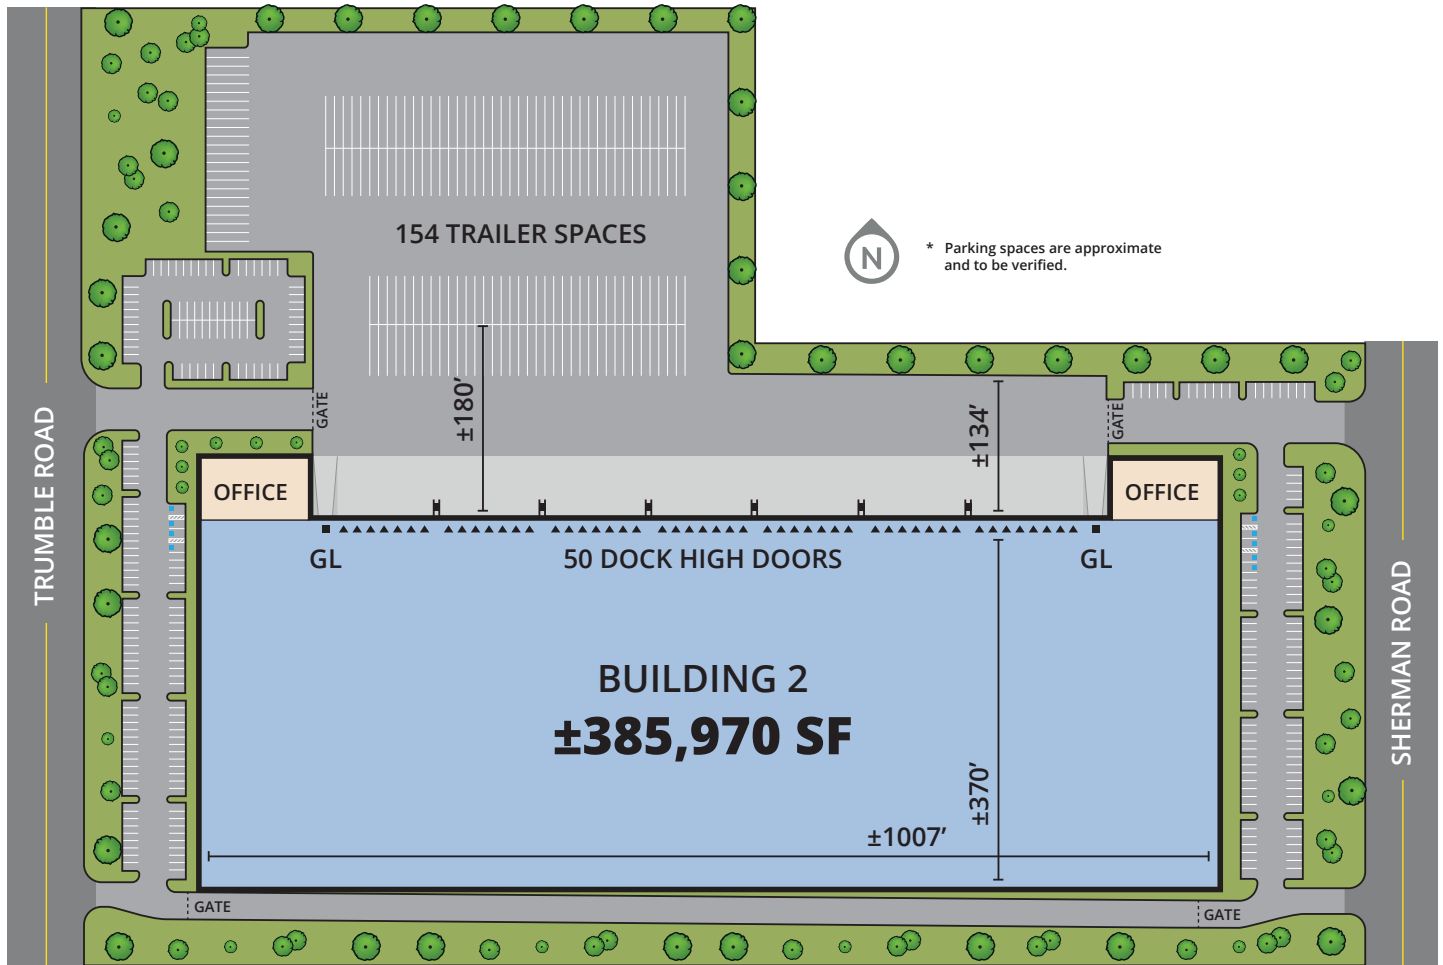 154 TRAILER SPACES
N
* Parking spaces are approximate
and to be verified.
±180’
±134’
GATE
GATE
TRUMBLE ROAD
SHERMAN ROAD
OFFICE
OFFICE
GL
50 DOCK HIGH DOORS
GL
BUILDING 2
±385,970 SF
±370’
±1007’
GATE
GATE